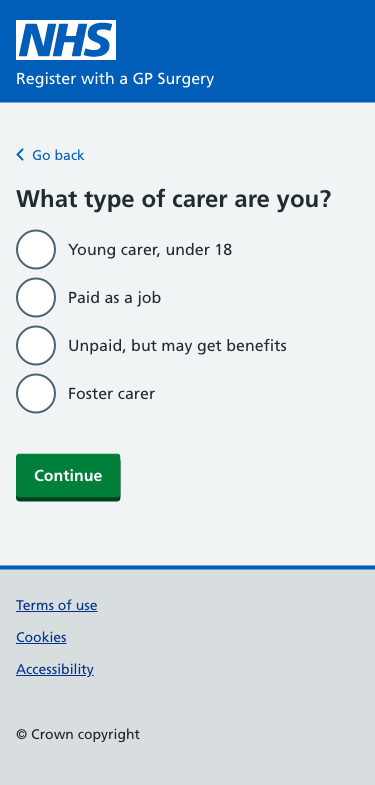 NHS
Register with a GP Surgery
Go back
What type of carer are you?
Young carer, under 18
Paid as a job
Unpaid, but may get benefits
Foster carer
Continue
Terms of use
Cookies
Accessibility
© Crown copyright